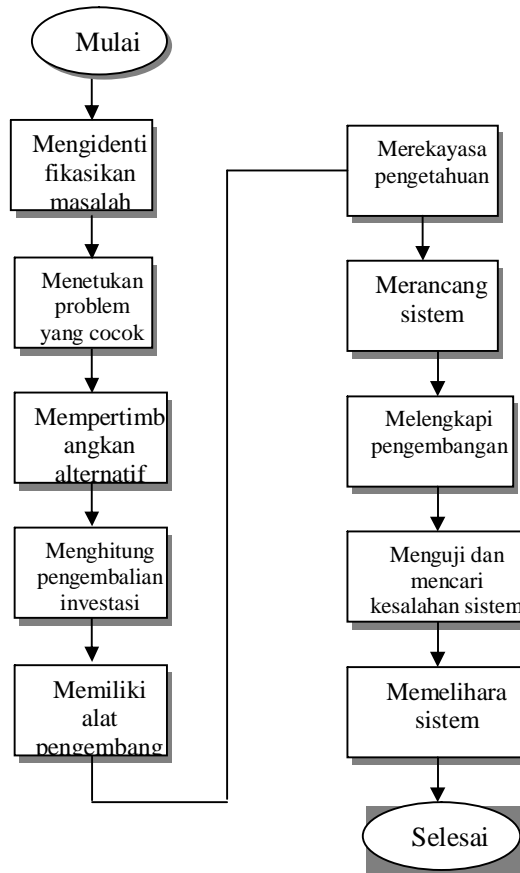 Mulai
Mengidenti
fikasikan
masalah
Menetukan
problem
yang cocok
Mempertimb
angkan
alternatif
Menghitung
pengembalian
investasi
Memiliki
alat
pengembang
Merekayasa
pengetahuan
Merancang
sistem
Melengkapi
pengembangan
Menguji dan
mencari
kesalahan sistem
Memelihara
sistem
Selesai